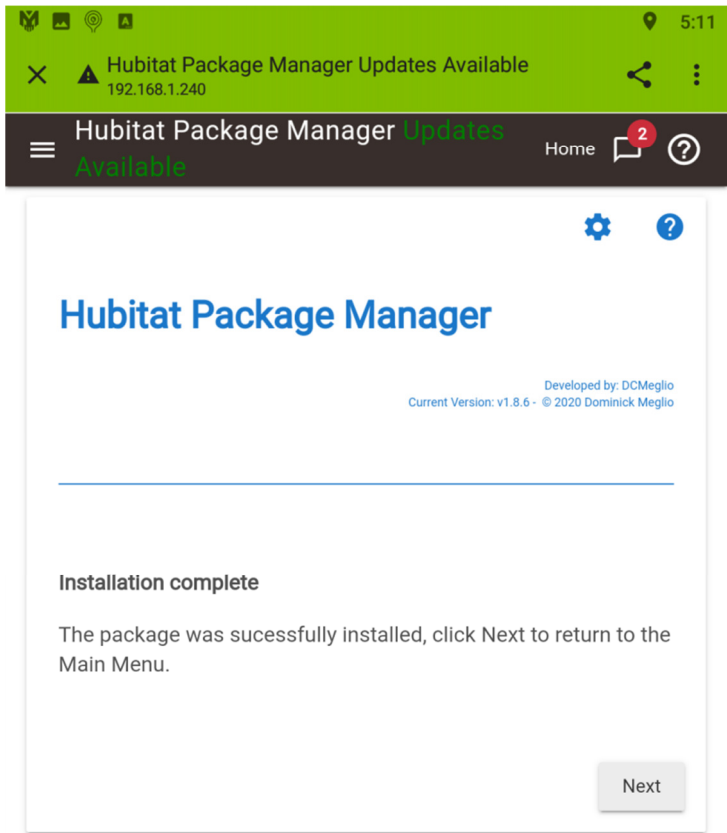 5:11
Hubitat Package Manager Updates Available
192.168.1.240
Hubitat Package Manager Updates
Available
Home
2
Hubitat Package Manager
Developed by: DCMeglio
Current Version: v1.8.6 - © 2020 Dominick Meglio
Installation complete
The package was sucessfully installed, click Next to return to the
Main Menu.
Next